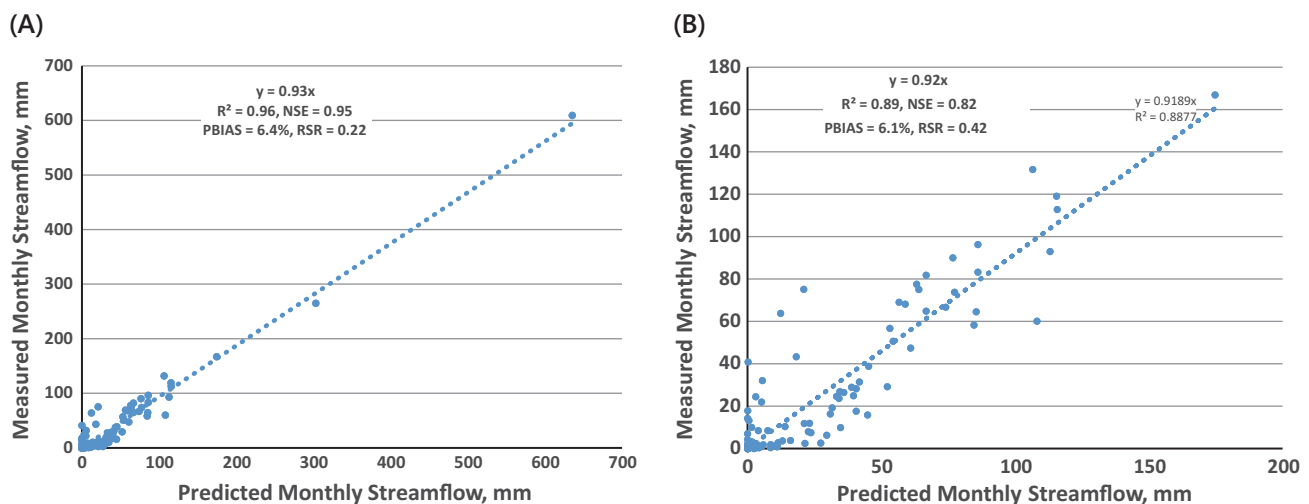 (A)
700
600
500
400
300
200
100
0
Measured Monthly Streamflow, mm
y = 0.93x
R² = 0.96, NSE = 0.95
PBIAS = 6.4%, RSR = 0.22
0 100 200 300 400 500 600 700
Predicted Monthly Streamflow, mm
(B)
180
160
140
120
100
80
60
40
20
0
Measured Monthly Streamflow, mm
y = 0.92x
R² = 0.89, NSE = 0.82
PBIAS = 6.1%, RSR = 0.42
y = 0.9189x
R² = 0.8877
0 50 100 150 200
Predicted Monthly Streamflow, mm